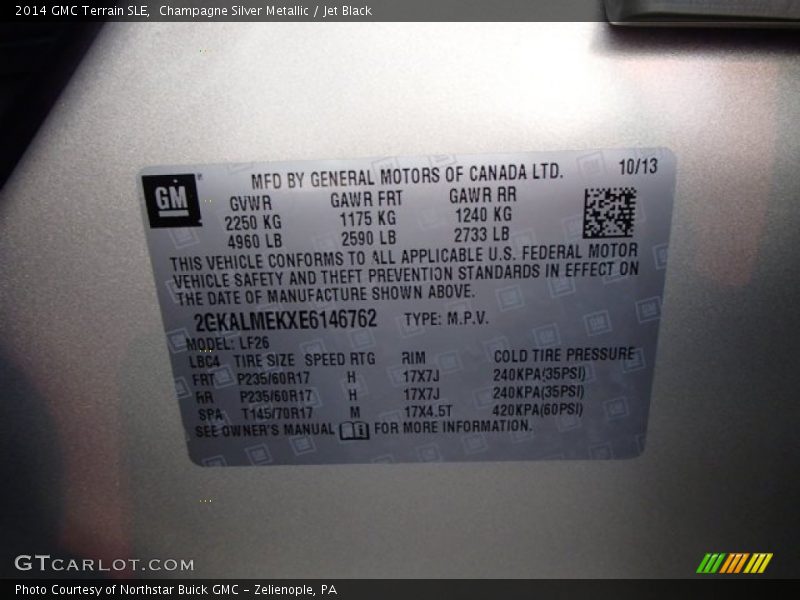 2014 GMC Terrain SLE,  Champagne Silver Metallic / Jet Black
GM
MFD BY GENERAL MOTORS OF CANADA LTD. 10/13
GVWR GAWR FRT GAWR RR
2250 KG 1175 KG 1240 KG
4960 LB 2590 LB 2733 LB
THIS VEHICLE CONFORMS TO ALL APPLICABLE U.S. FEDERAL MOTOR
VEHICLE SAFETY AND THEFT PREVENTION STANDARDS IN EFFECT ON
THE DATE OF MANUFACTURE SHOWN ABOVE.
2GKALMEKXE6146762 TYPE: M.P.V.
MODEL: LF26
LBC4 TIRE SIZE SPEED RTG RIM COLD TIRE PRESSURE
FRT P235/60R17 H 17X7J 240KPA(35PSI)
RR P235/60R17 H 17X7J 240KPA(35PSI)
SPA T145/70R17 M 17X4.5T 420KPA(60PSI)
SEE OWNER'S MANUAL FOR MORE INFORMATION.
GTCARLOT.COM
Photo Courtesy of Northstar Buick GMC - Zelienople, PA